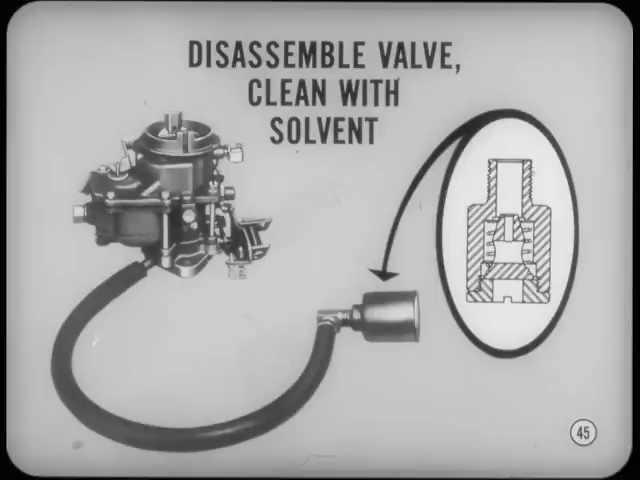 DISASSEMBLE VALVE,
CLEAN WITH
SOLVENT
45